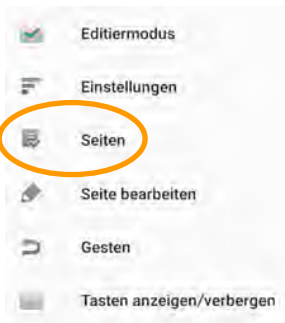 Editiermodus
Einstellungen
Seiten
Seite bearbeiten
Gesten
Tasten anzeigen/verbergen